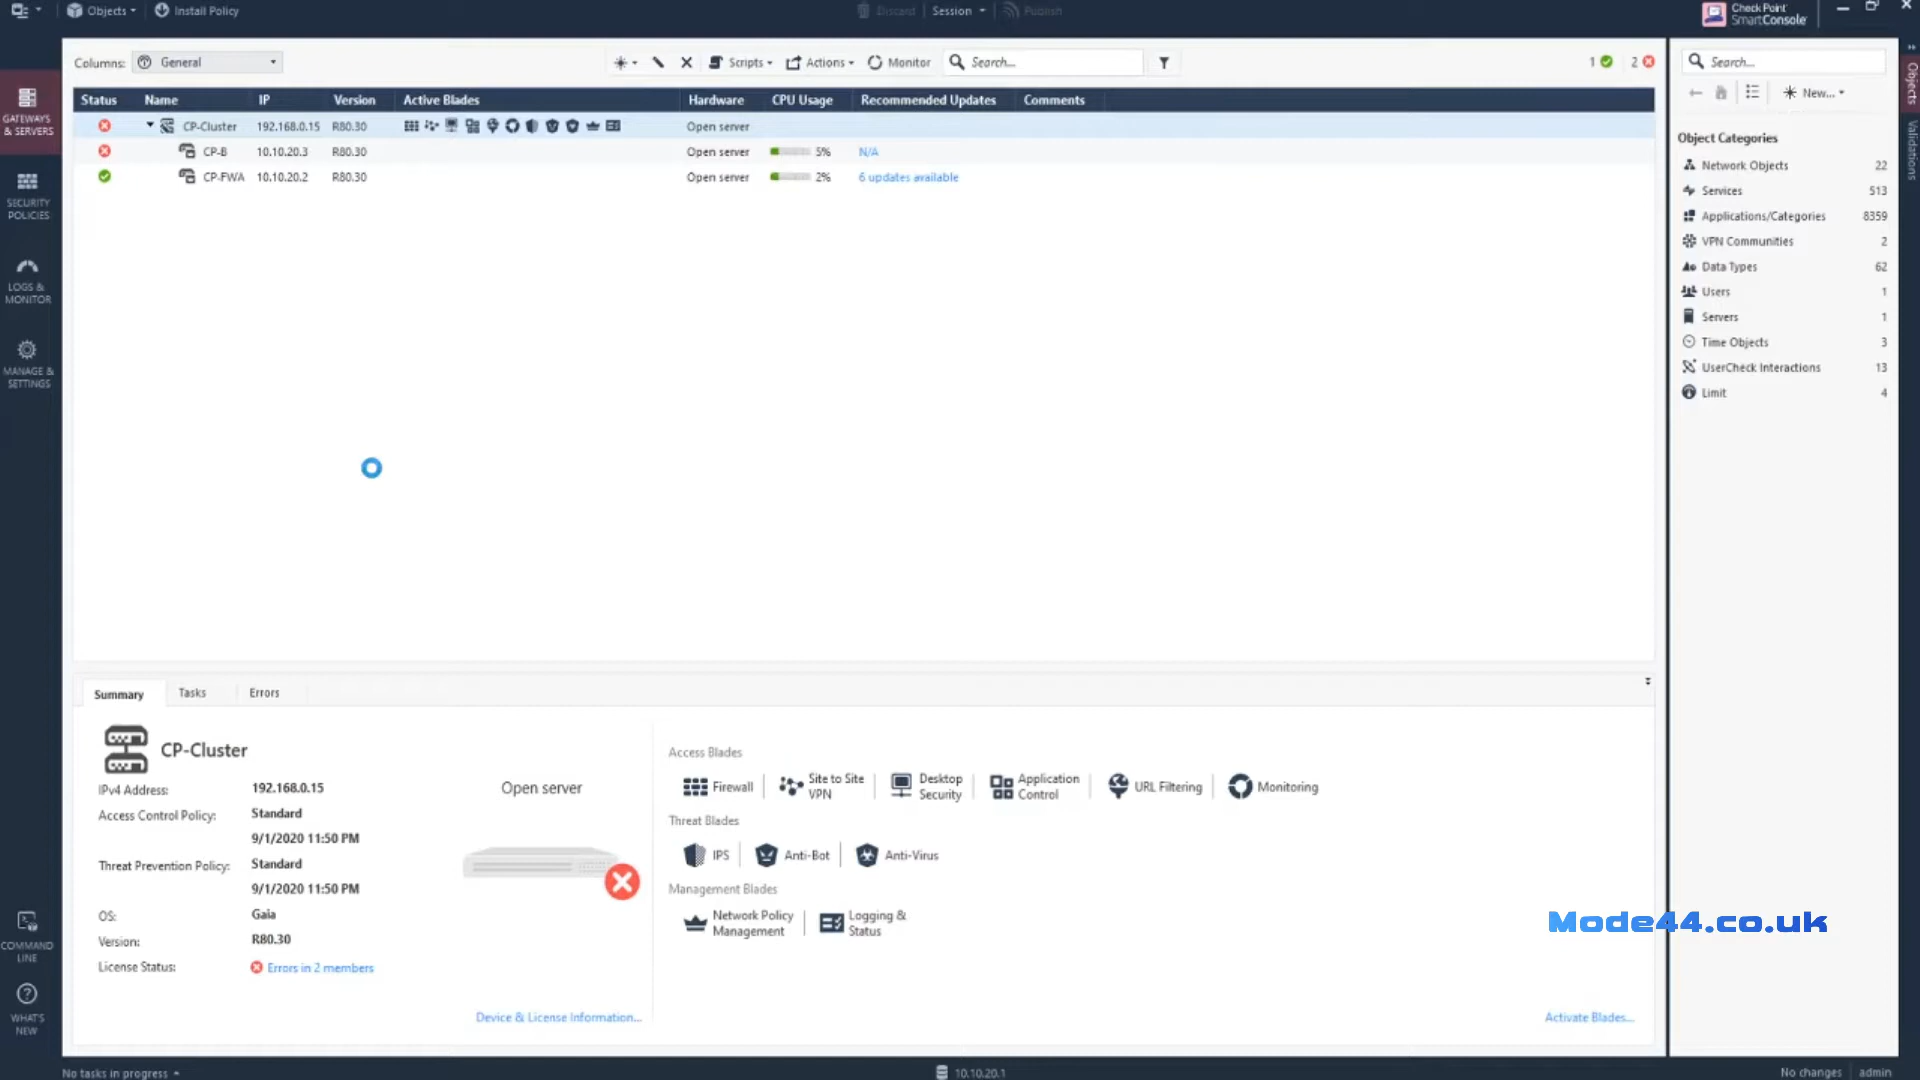 Objects
Install Policy
Discard
Session
Publish
Check Point
SmartConsole
Columns:
General
Scripts
Actions
Monitor
Search...
1
2
Search...
New...
Objects
Validations
GATEWAYS
& SERVERS
SECURITY
POLICIES
LOGS &
MONITOR
MANAGE &
SETTINGS
COMMAND
LINE
WHAT'S
NEW
Status Name IP Version Active Blades Hardware CPU Usage Recommended Updates Comments
CP-Cluster 192.168.0.15 R80.30 Open server
CP-B 10.10.20.3 R80.30 Open server 5% N/A
CP-FWA 10.10.20.2 R80.30 Open server 2% 6 updates available
Object Categories
Network Objects 22
Services 513
Applications/Categories 8359
VPN Communities 2
Data Types 62
Users 1
Servers 1
Time Objects 3
UserCheck Interactions 13
Limit 4
Summary Tasks Errors
CP-Cluster
IPv4 Address: 192.168.0.15
Access Control Policy: Standard
9/1/2020 11:50 PM
Threat Prevention Policy: Standard
9/1/2020 11:50 PM
OS: Gaia
Version: R80.30
License Status: Errors in 2 members
Open server
Device & License Information...
Access Blades
Firewall
Site to Site
VPN
Desktop
Security
Application
Control
URL Filtering
Monitoring
Threat Blades
IPS
Anti-Bot
Anti-Virus
Management Blades
Network Policy
Management
Logging &
Status
Activate Blades...
Mode44.co.uk
No tasks in progress
10.10.20.1
No changes
admin